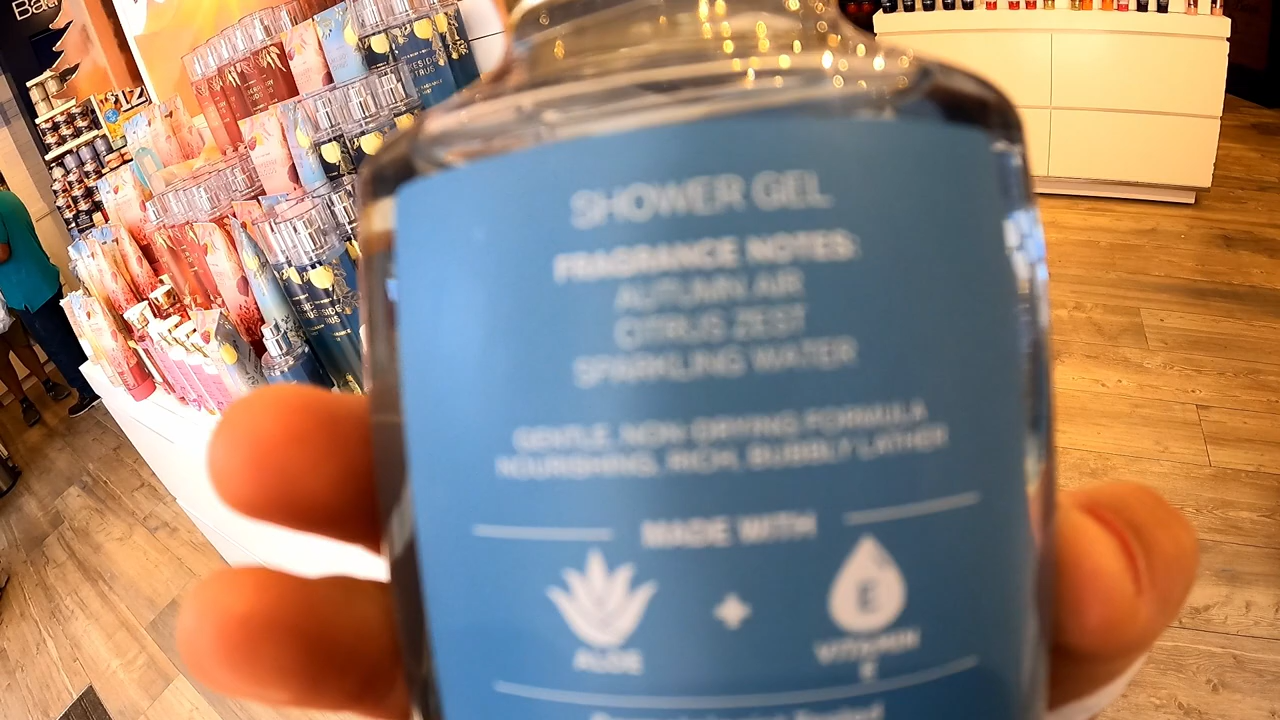 SHOWER GEL
FRAGRANCE NOTES:
AUTUMN AIR
CITRUS ZEST
SPARKLING WATER
GENTLE, NON-DRYING FORMULA
NOURISHING, RICH, BUBBLY LATHER
MADE WITH
E
ALOE
VITAMIN
E